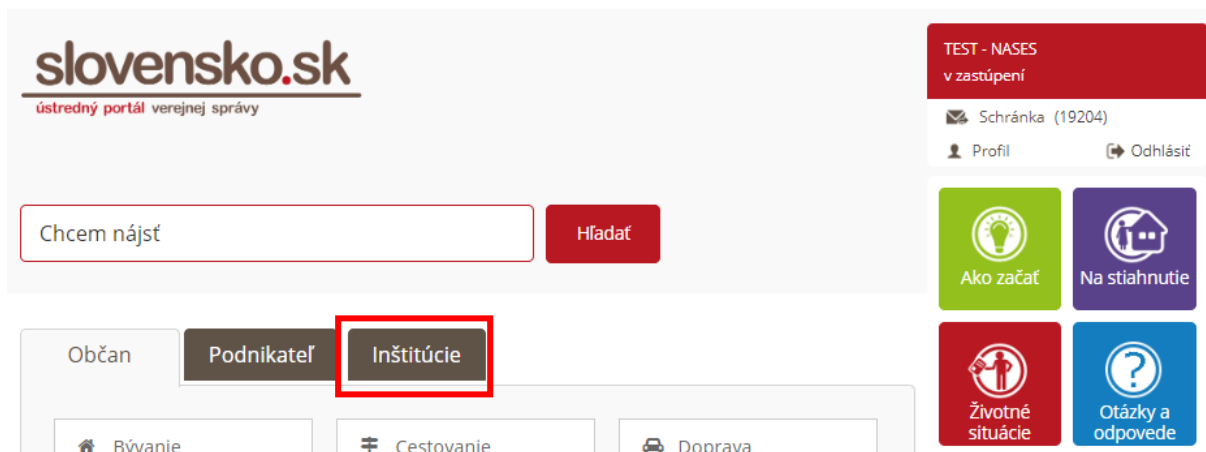 slovensko.sk
ústredný portál verejnej správy
TEST - NASES
v zastúpení
Schránka (19204)
Profil
Odhlásiť
Chcem nájsť
Hľadať
Ako začať
Na stiahnutie
Životné
situácie
Otázky a
odpovede
Občan
Podnikateľ
Inštitúcie
Bývanie
Cestovanie
Doprava